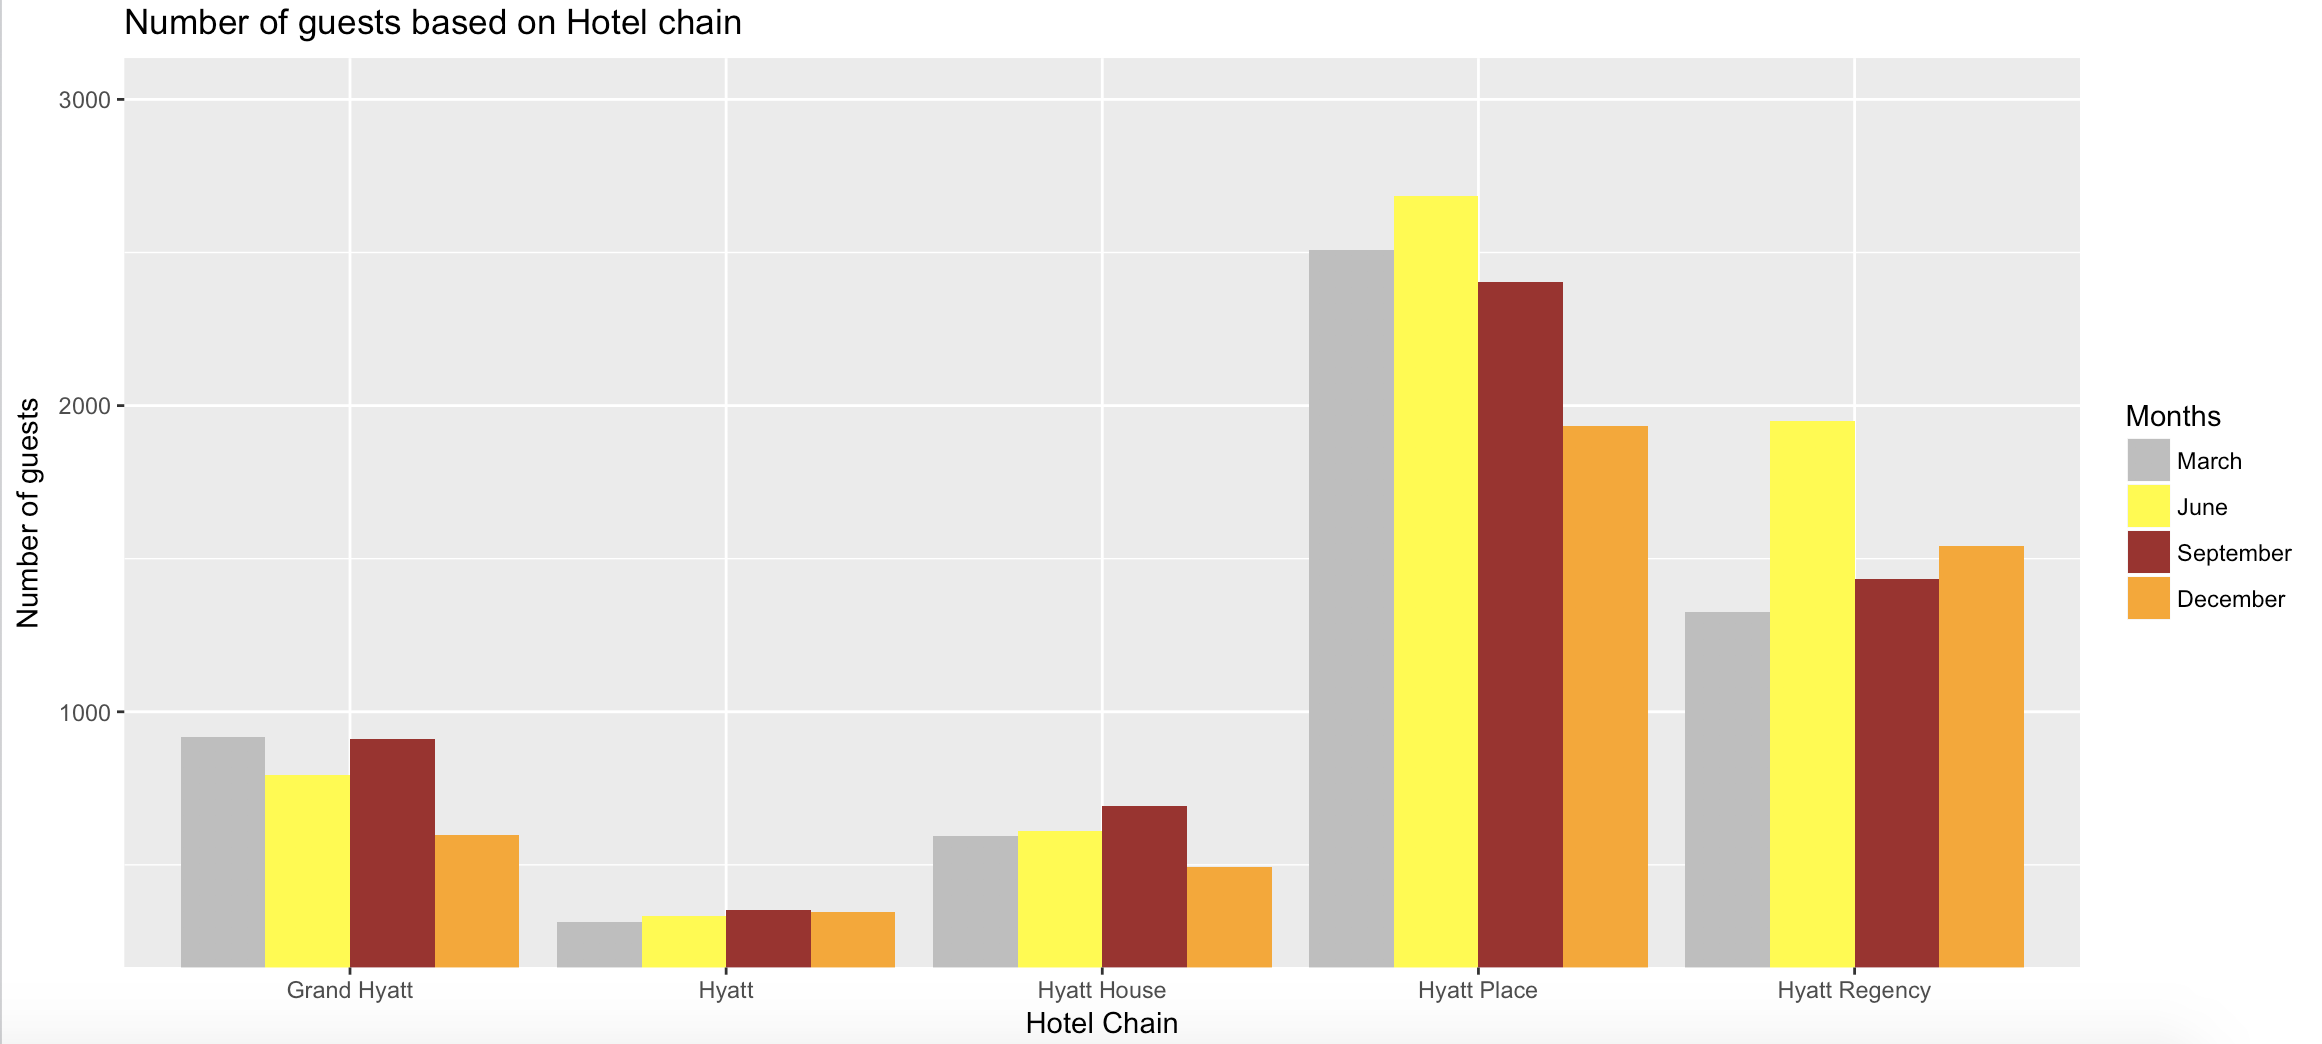 Number of guests based on Hotel chain
3000
2000
1000
Number of guests
Grand Hyatt
Hyatt
Hyatt House
Hyatt Place
Hyatt Regency
Hotel Chain
Months
March
June
September
December